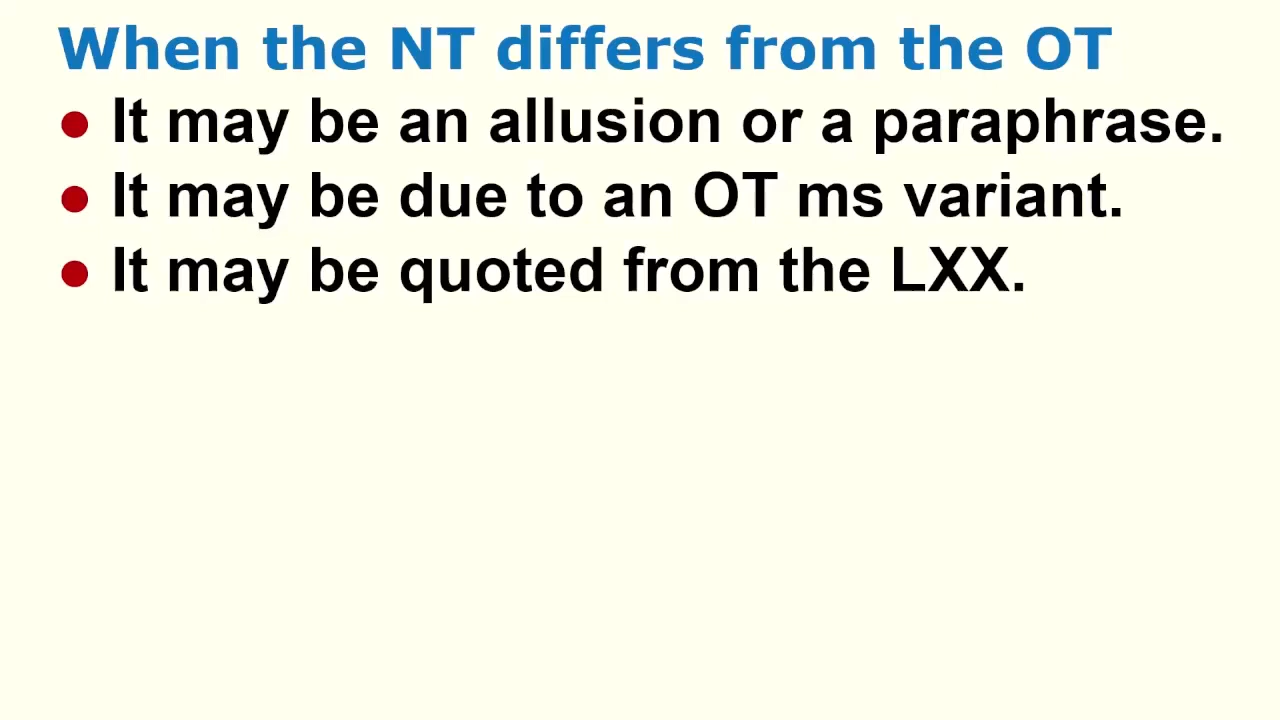 When the NT differs from the OT
● It may be an allusion or a paraphrase.
● It may be due to an OT ms variant.
● It may be quoted from the LXX.